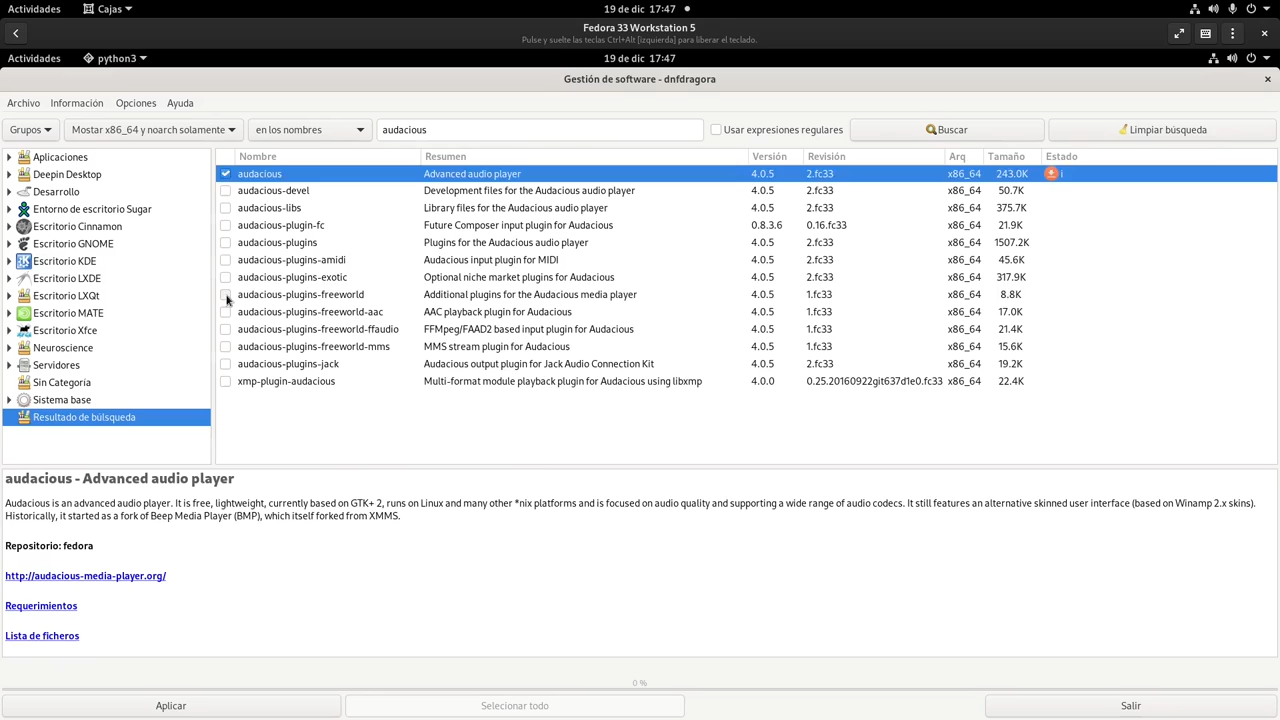 Actividades Cajas 19 de dic 17:47
Fedora 33 Workstation 5
Pulse y suelte las teclas Ctrl+Alt [izquierda] para liberar el teclado.
Actividades python3 19 de dic 17:47
Gestión de software - dnfdragora
Archivo Información Opciones Ayuda
Grupos Mostar x86_64 y noarch solamente en los nombres audacious Usar expresiones regulares Buscar Limpiar búsqueda
Aplicaciones
Deepin Desktop
Desarrollo
Entorno de escritorio Sugar
Escritorio Cinnamon
Escritorio GNOME
Escritorio KDE
Escritorio LXDE
Escritorio LXQt
Escritorio MATE
Escritorio Xfce
Neuroscience
Servidores
Sin Categoría
Sistema base
Resultado de búlsqueda
Nombre Resumen Versión Revisión Arq Tamaño Estado
audacious Advanced audio player 4.0.5 2.fc33 x86_64 243.0K i
audacious-devel Development files for the Audacious audio player 4.0.5 2.fc33 x86_64 50.7K
audacious-libs Library files for the Audacious audio player 4.0.5 2.fc33 x86_64 375.7K
audacious-plugin-fc Future Composer input plugin for Audacious 0.8.3.6 0.16.fc33 x86_64 21.9K
audacious-plugins Plugins for the Audacious audio player 4.0.5 2.fc33 x86_64 1507.2K
audacious-plugins-amidi Audacious input plugin for MIDI 4.0.5 2.fc33 x86_64 45.6K
audacious-plugins-exotic Optional niche market plugins for Audacious 4.0.5 2.fc33 x86_64 317.9K
audacious-plugins-freeworld Additional plugins for the Audacious media player 4.0.5 1.fc33 x86_64 8.8K
audacious-plugins-freeworld-aac AAC playback plugin for Audacious 4.0.5 1.fc33 x86_64 17.0K
audacious-plugins-freeworld-ffaudio FFMpeg/FAAD2 based input plugin for Audacious 4.0.5 1.fc33 x86_64 21.4K
audacious-plugins-freeworld-mms MMS stream plugin for Audacious 4.0.5 1.fc33 x86_64 15.6K
audacious-plugins-jack Audacious output plugin for Jack Audio Connection Kit 4.0.5 2.fc33 x86_64 19.2K
xmp-plugin-audacious Multi-format module playback plugin for Audacious using libxmp 4.0.0 0.25.20160922git637d1e0.fc33 x86_64 22.4K
audacious - Advanced audio player
Audacious is an advanced audio player. It is free, lightweight, currently based on GTK+ 2, runs on Linux and many other *nix platforms and is focused on audio quality and supporting a wide range of audio codecs. It still features an alternative skinned user interface (based on Winamp 2.x skins).
Historically, it started as a fork of Beep Media Player (BMP), which itself forked from XMMS.
Repositorio: fedora
http://audacious-media-player.org/
Requerimientos
Lista de ficheros
0 %
Aplicar Selecionar todo Salir